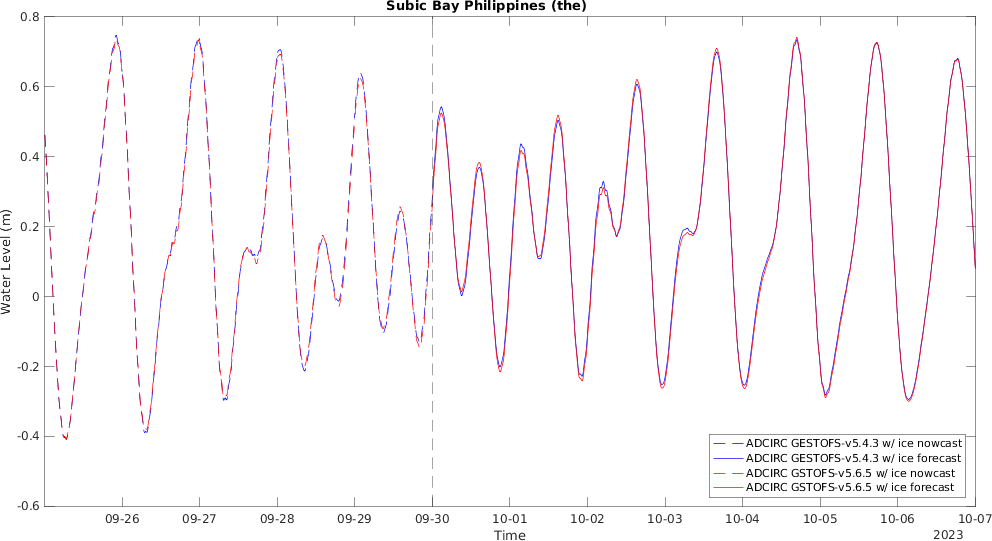 Subic Bay Philippines (the)
Water Level (m)
0.8
0.6
0.4
0.2
0
-0.2
-0.4
-0.6
ADCIRC GESTOFS-v5.4.3 w/ ice nowcast
ADCIRC GESTOFS-v5.4.3 w/ ice forecast
ADCIRC GSTOFS-v5.6.5 w/ ice nowcast
ADCIRC GSTOFS-v5.6.5 w/ ice forecast
09-26 09-27 09-28 09-29 09-30 10-01 10-02 10-03 10-04 10-05 10-06 10-07
Time
2023